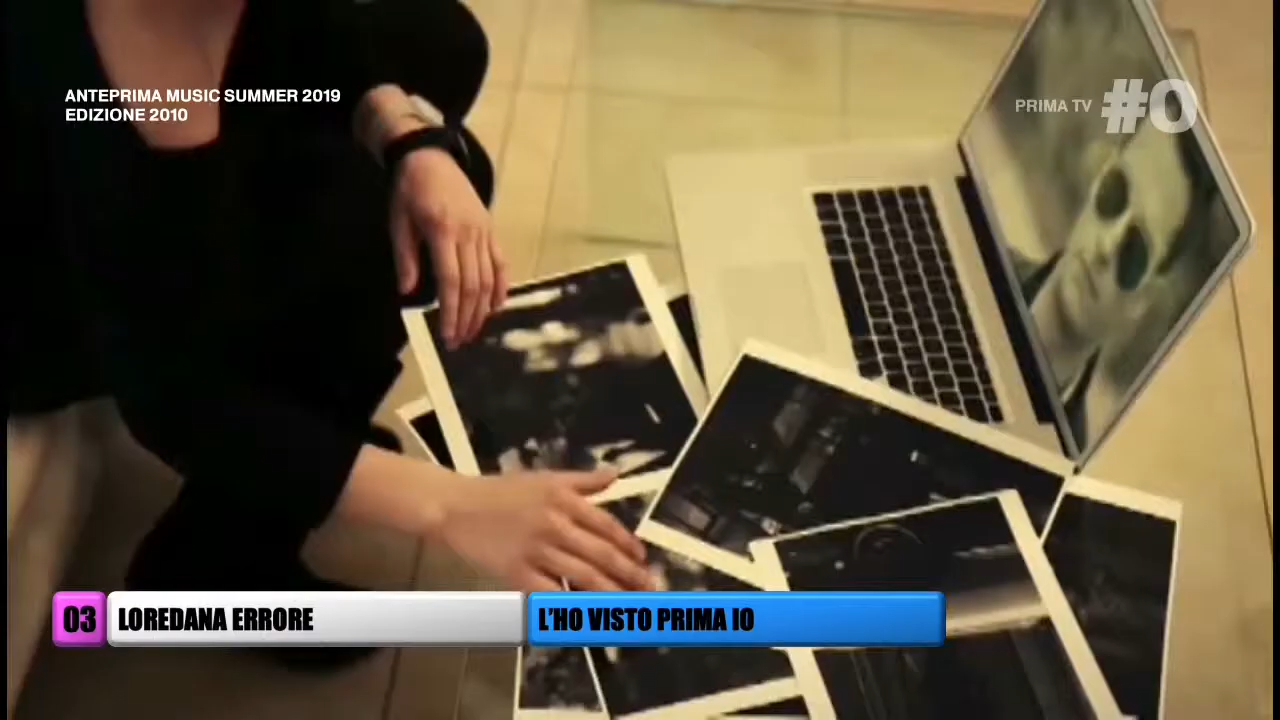 ANTEPRIMA MUSIC SUMMER 2019
EDIZIONE 2010
PRIMA TV #0
03 LOREDANA ERRORE L'HO VISTO PRIMA IO